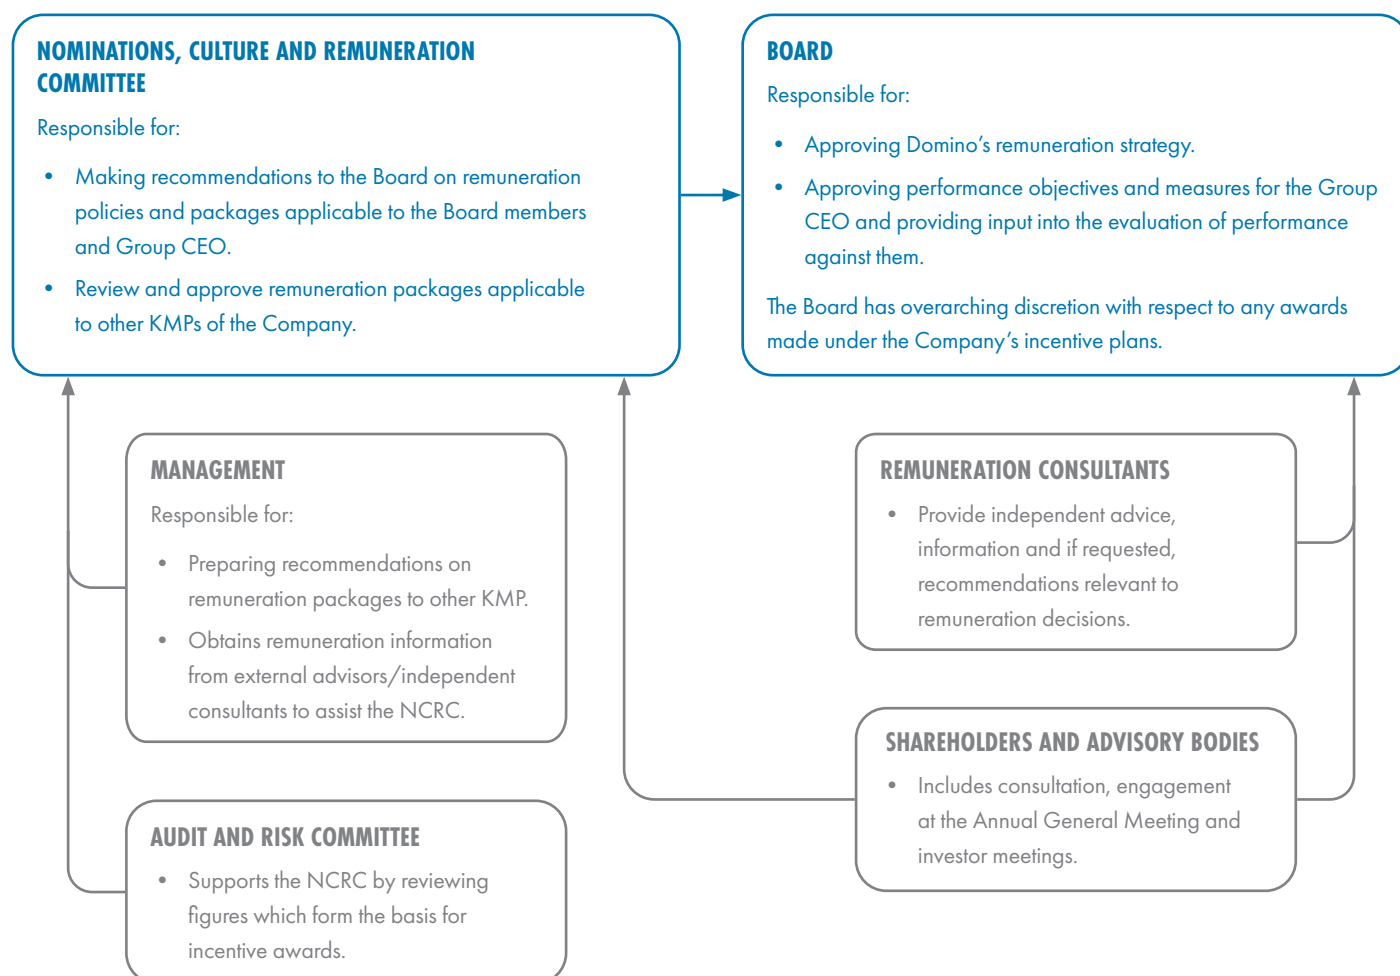 NOMINATIONS, CULTURE AND REMUNERATION
COMMITTEE
Responsible for:
• Making recommendations to the Board on remuneration
policies and packages applicable to the Board members
and Group CEO.
• Review and approve remuneration packages applicable
to other KMPs of the Company.
BOARD
Responsible for:
• Approving Domino’s remuneration strategy.
• Approving performance objectives and measures for the Group
CEO and providing input into the evaluation of performance
against them.
The Board has overarching discretion with respect to any awards
made under the Company’s incentive plans.
MANAGEMENT
Responsible for:
• Preparing recommendations on
remuneration packages to other KMP.
• Obtains remuneration information
from external advisors/independent
consultants to assist the NCRC.
REMUNERATION CONSULTANTS
• Provide independent advice,
information and if requested,
recommendations relevant to
remuneration decisions.
SHAREHOLDERS AND ADVISORY BODIES
• Includes consultation, engagement
at the Annual General Meeting and
investor meetings.
AUDIT AND RISK COMMITTEE
• Supports the NCRC by reviewing
figures which form the basis for
incentive awards.